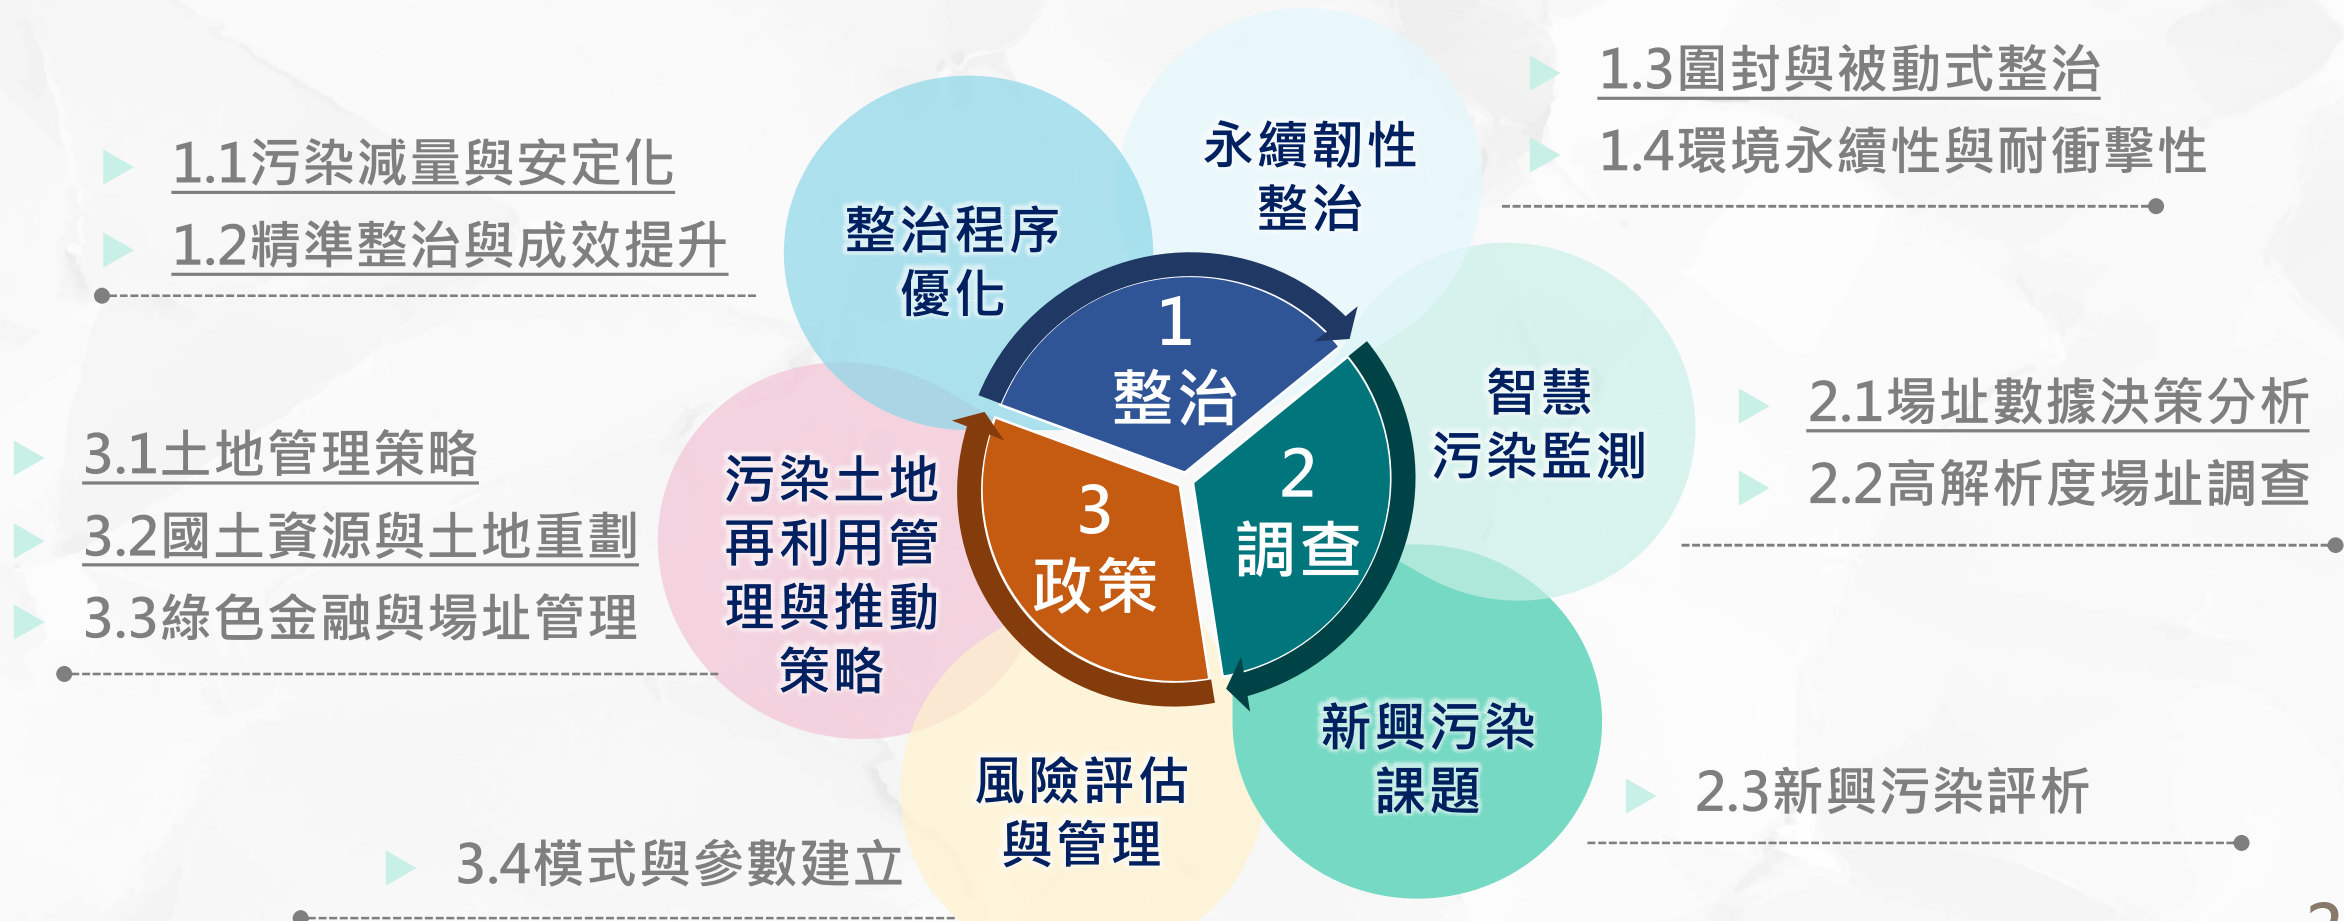 1.1污染減量與安定化
1.2精準整治與成效提升
整治程序
優化
永續韌性
整治
1.3圍封與被動式整治
1.4環境永續性與耐衝擊性
1
整治
智慧
污染監測
2.1場址數據決策分析
2.2高解析度場址調查
2
調查
新興污染
課題
2.3新興污染評析
3
政策
3.1土地管理策略
3.2國土資源與土地重劃
3.3綠色金融與場址管理
污染土地
再利用管
理與推動
策略
風險評估
與管理
3.4模式與參數建立